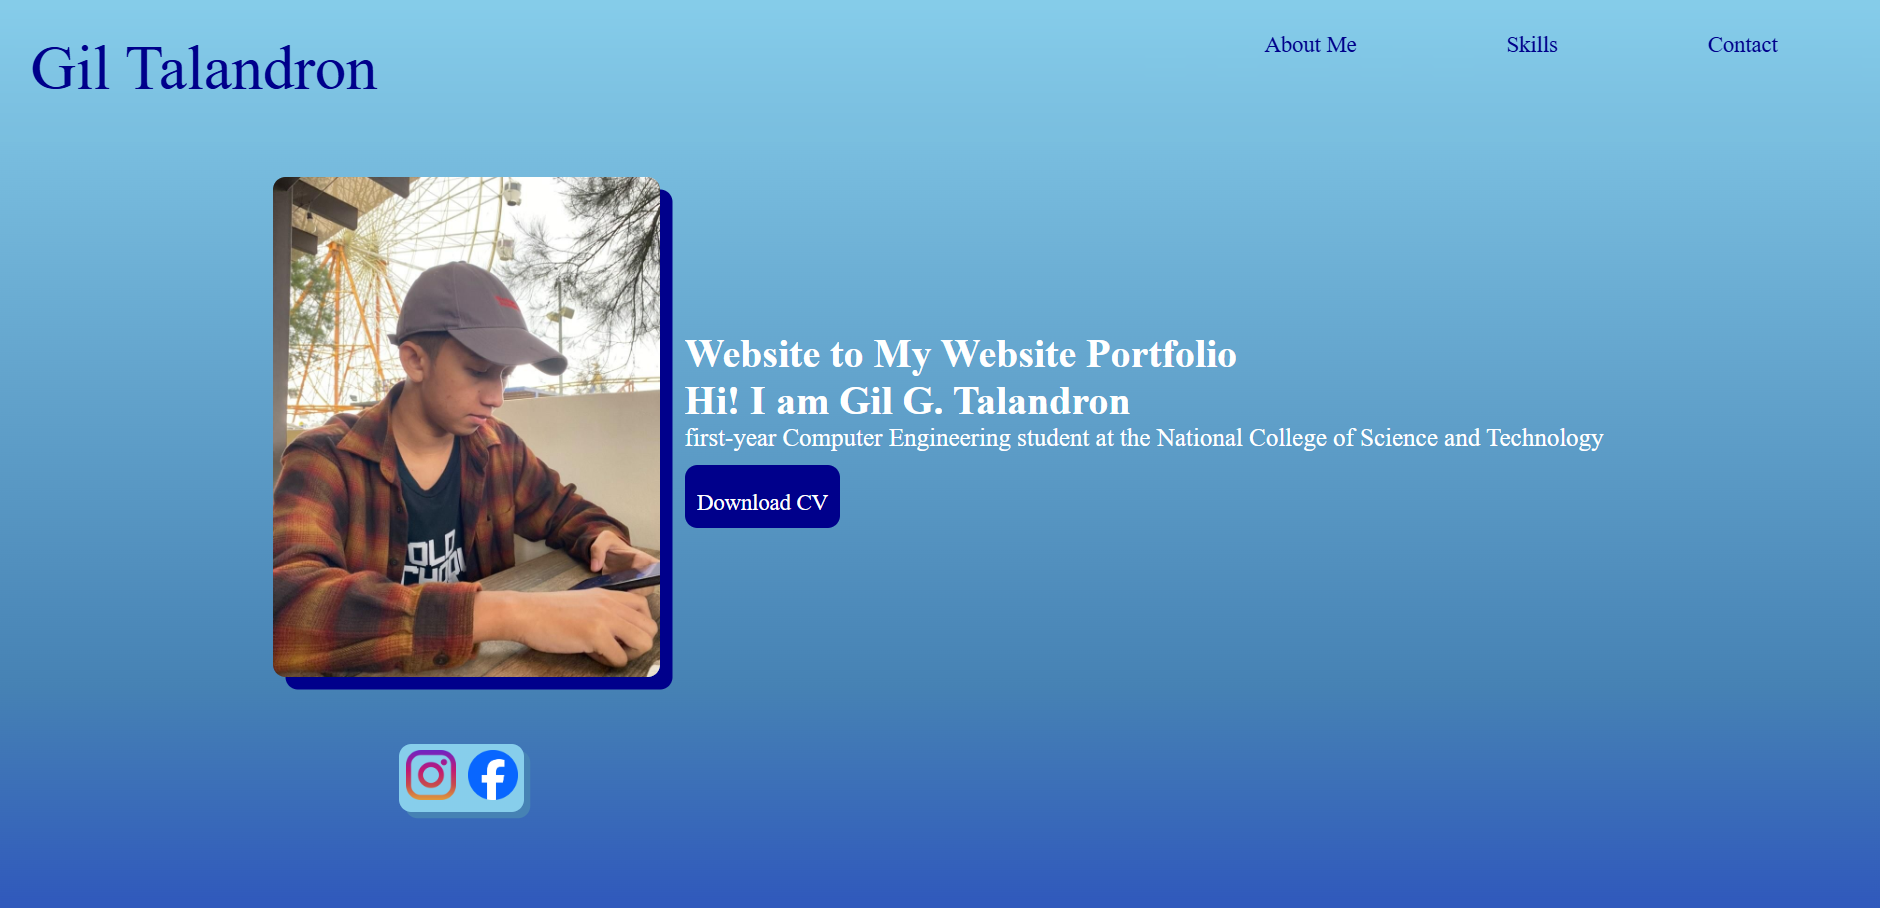 Gil Talandron
About Me
Skills
Contact
Website to My Website Portfolio
Hi! I am Gil G. Talandron
first-year Computer Engineering student at the National College of Science and Technology
Download CV
OLD